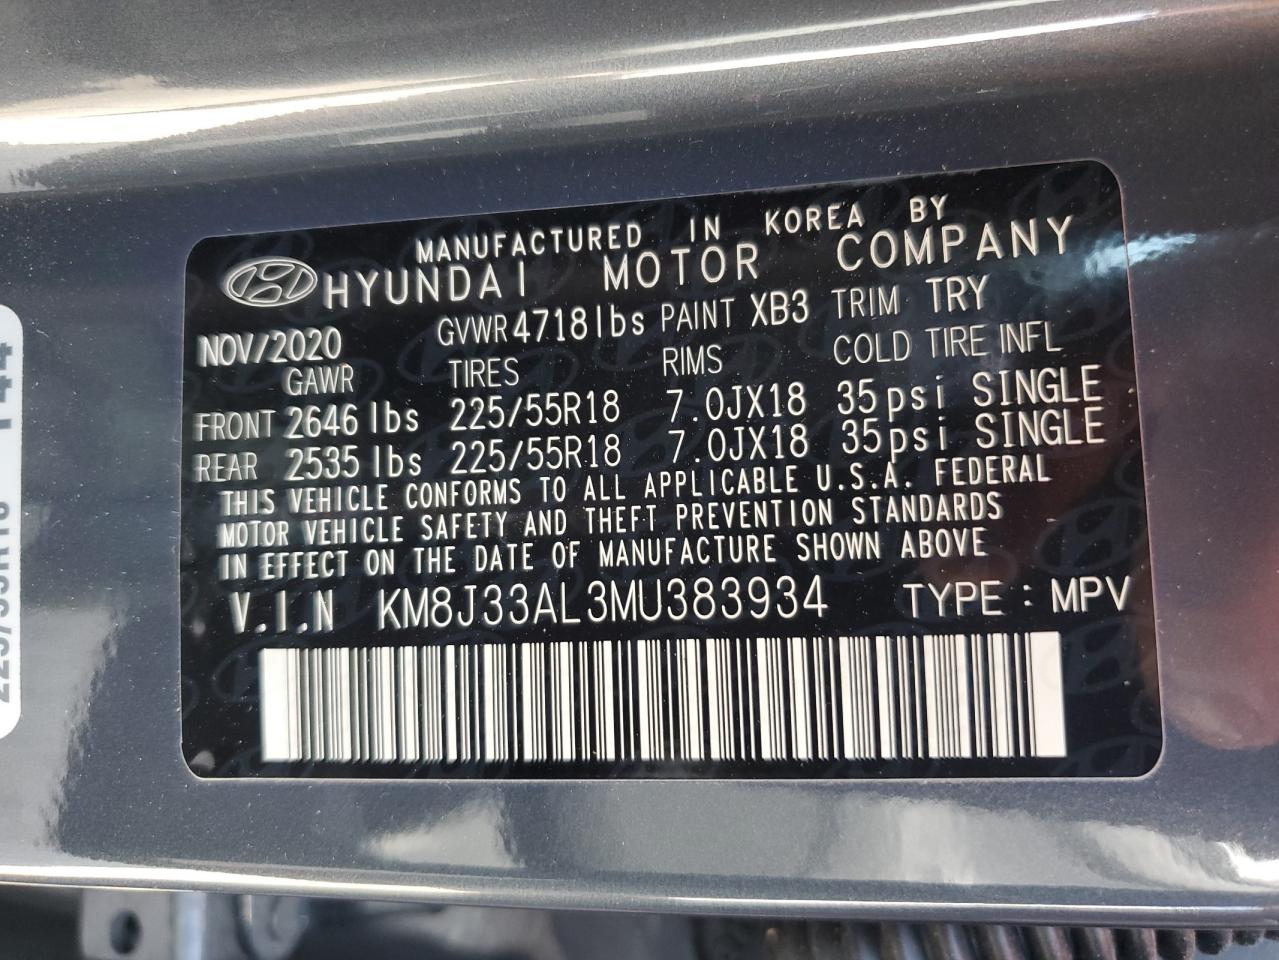 MANUFACTURED IN KOREA BY
HYUNDAI MOTOR COMPANY
NOV/2020 GVWR 4718lbs PAINT XB3 TRIM TRY
GAWR TIRES RIMS COLD TIRE INFL
FRONT 2646 lbs 225/55R18 7.0JX18 35psi SINGLE
REAR 2535 lbs 225/55R18 7.0JX18 35psi SINGLE
THIS VEHICLE CONFORMS TO ALL APPLICABLE U.S.A. FEDERAL
MOTOR VEHICLE SAFETY AND THEFT PREVENTION STANDARDS
IN EFFECT ON THE DATE OF MANUFACTURE SHOWN ABOVE
V.I.N KM8J33AL3MU383934 TYPE : MPV